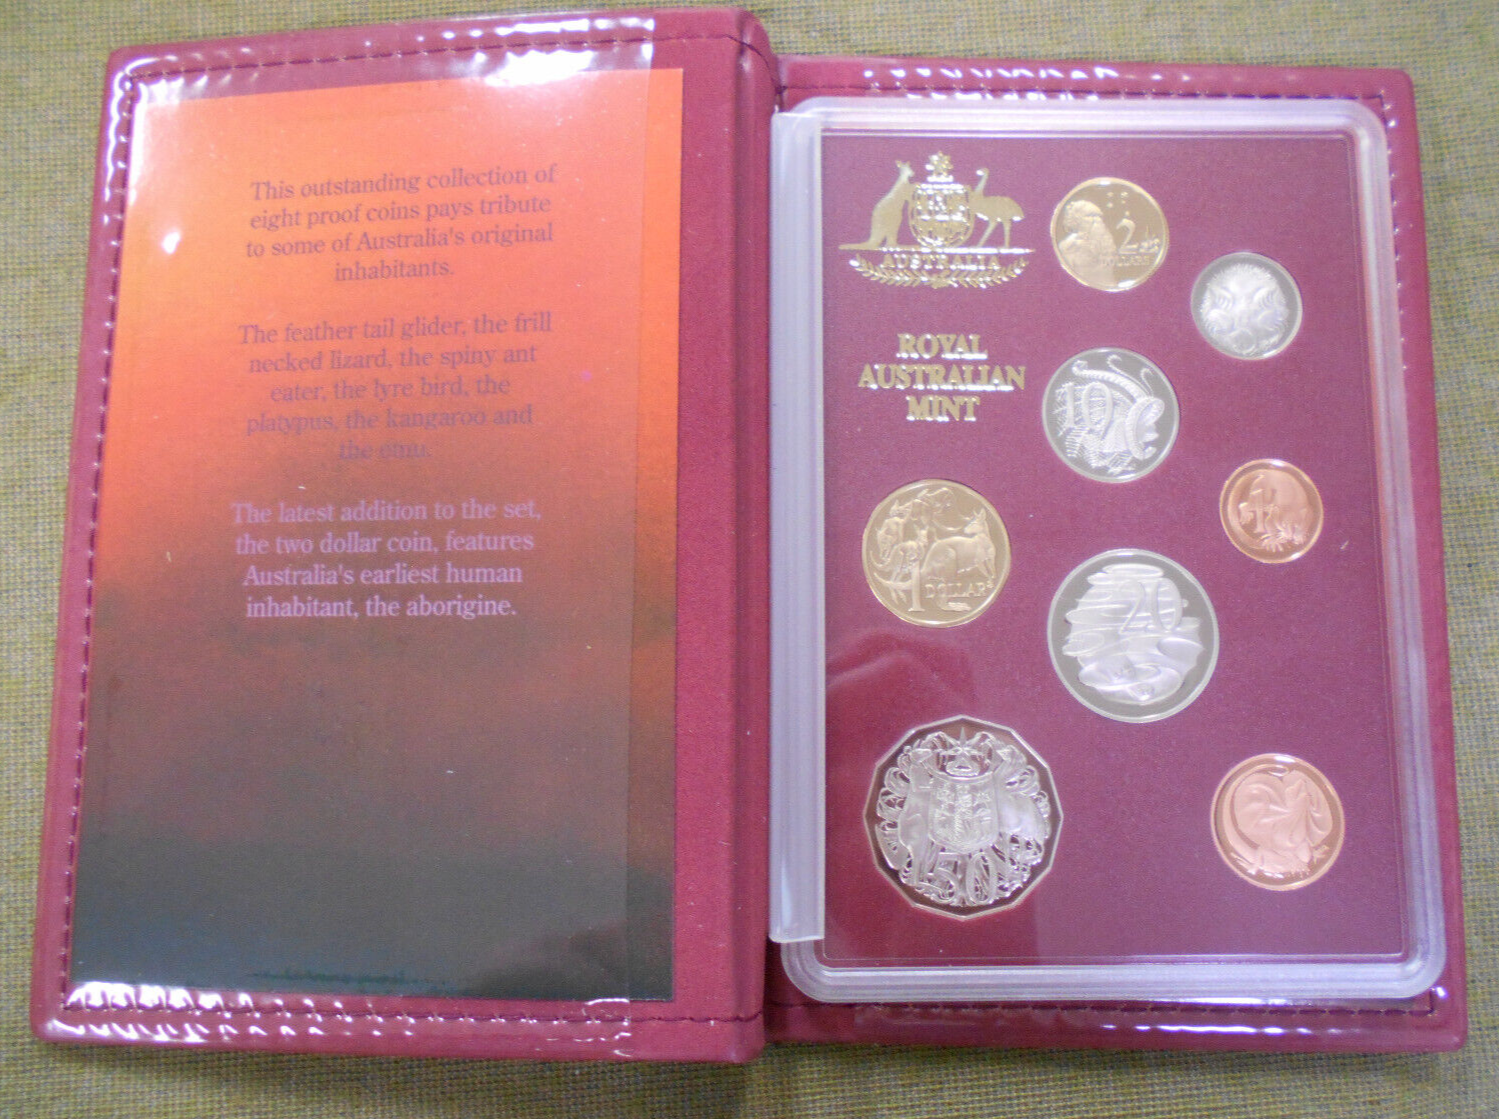 This outstanding collection of
eight proof coins pays tribute
to some of Australia's original
inhabitants.
The feather tail glider, the frill
necked lizard, the spiny ant
eater, the lyre bird, the
platypus, the kangaroo and
the emu.
The latest addition to the set,
the two dollar coin, features
Australia's earliest human
inhabitant, the aborigine.
AUSTRALIA
ROYAL
AUSTRALIAN
MINT
2
DOLLARS
10
1
1
DOLLAR
20
50